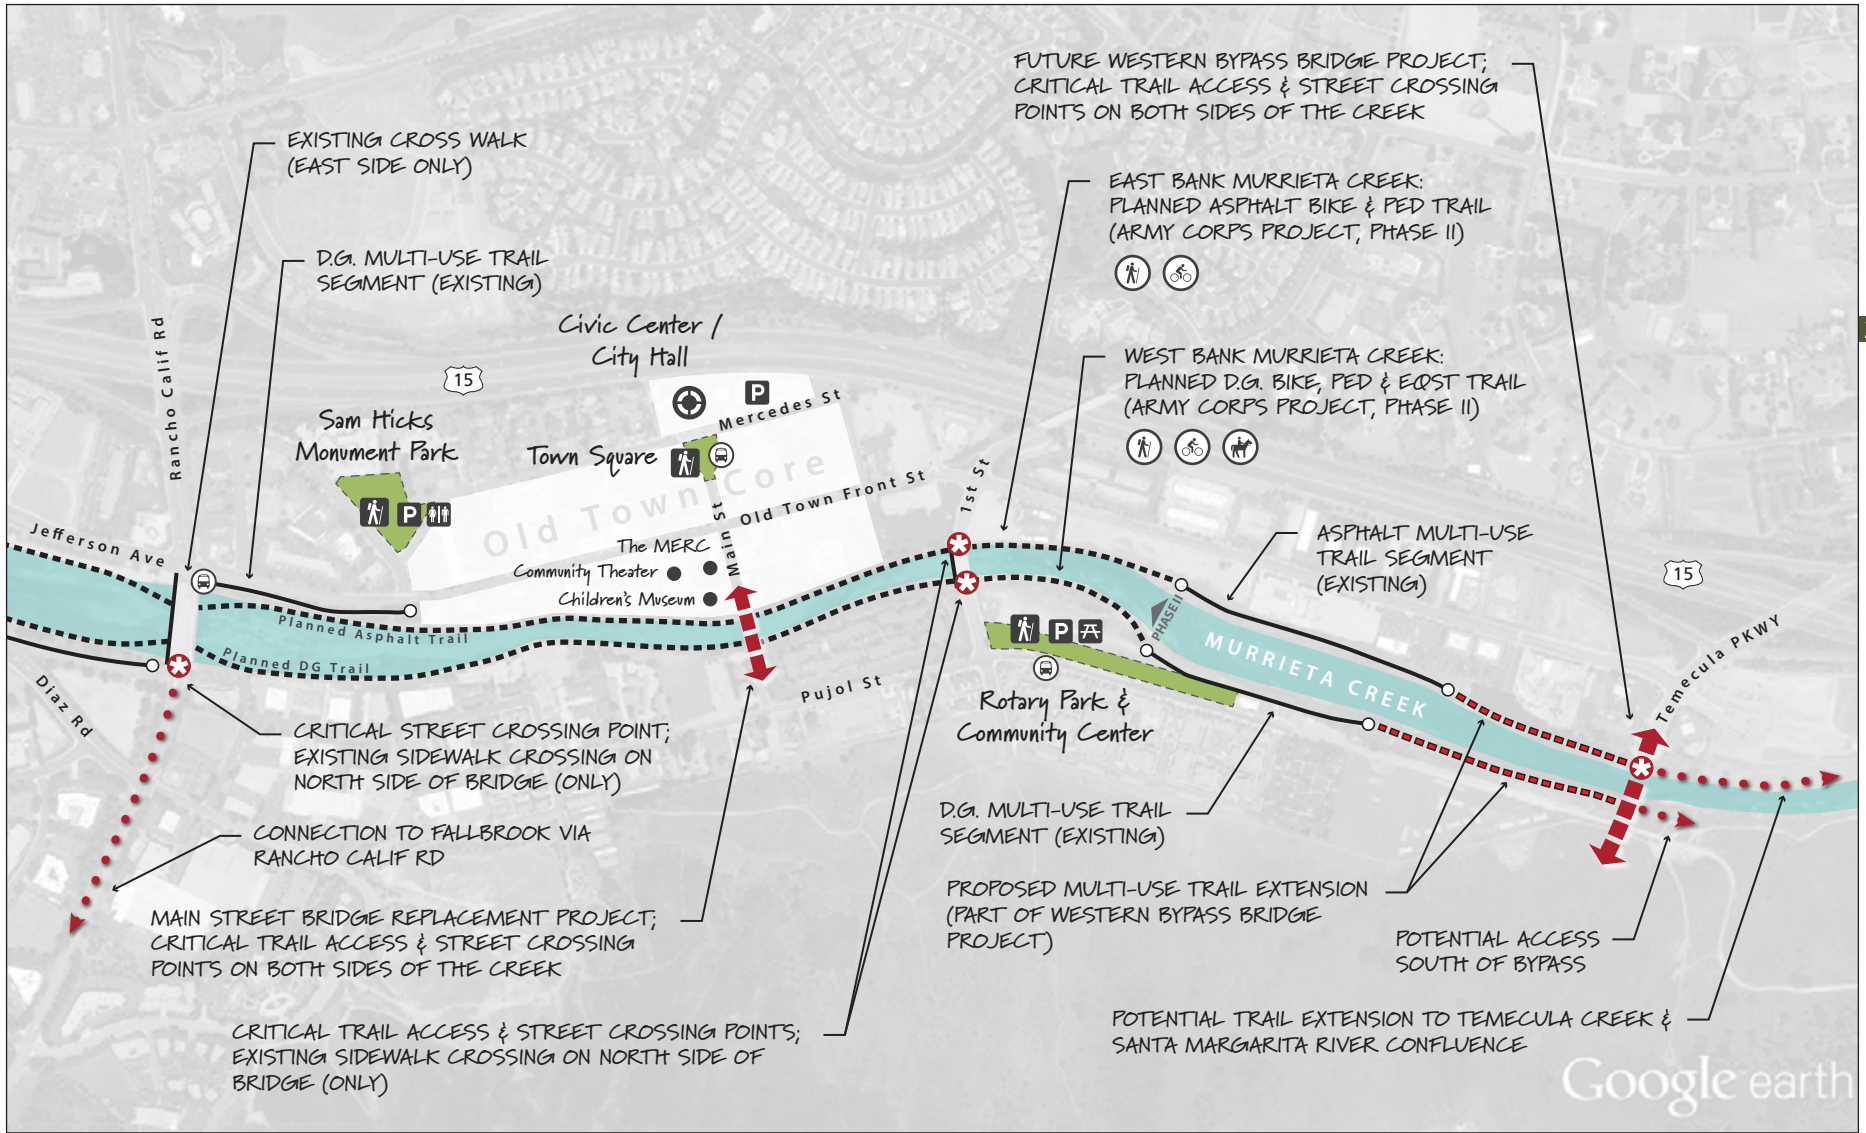 FUTURE WESTERN BYPASS BRIDGE PROJECT;
CRITICAL TRAIL ACCESS & STREET CROSSING
POINTS ON BOTH SIDES OF THE CREEK
EXISTING CROSS WALK
(EAST SIDE ONLY)
EAST BANK MURRIETA CREEK:
PLANNED ASPHALT BIKE & PED TRAIL
(ARMY CORPS PROJECT, PHASE II)
D.G. MULTI-USE TRAIL
SEGMENT (EXISTING)
Civic Center /
City Hall
WEST BANK MURRIETA CREEK:
PLANNED D.G. BIKE, PED & EQST TRAIL
(ARMY CORPS PROJECT, PHASE II)
Rancho Calif Rd
15
P
Mercedes St
Sam Hicks
Monument Park
Town Square
Old Town Core
Old Town Front St
Main St
1st St
P
Jefferson Ave
The MERC
Community Theater
Children's Museum
ASPHALT MULTI-USE
TRAIL SEGMENT
(EXISTING)
15
Planned Asphalt Trail
Planned DG Trail
PHASE II
MURRIETA CREEK
P
Temecula PKWY
Diaz Rd
Pujol St
Rotary Park &
Community Center
CRITICAL STREET CROSSING POINT;
EXISTING SIDEWALK CROSSING ON
NORTH SIDE OF BRIDGE (ONLY)
D.G. MULTI-USE TRAIL
SEGMENT (EXISTING)
CONNECTION TO FALLBROOK VIA
RANCHO CALIF RD
PROPOSED MULTI-USE TRAIL EXTENSION
(PART OF WESTERN BYPASS BRIDGE
PROJECT)
MAIN STREET BRIDGE REPLACEMENT PROJECT;
CRITICAL TRAIL ACCESS & STREET CROSSING
POINTS ON BOTH SIDES OF THE CREEK
POTENTIAL ACCESS
SOUTH OF BYPASS
CRITICAL TRAIL ACCESS & STREET CROSSING POINTS;
EXISTING SIDEWALK CROSSING ON NORTH SIDE OF
BRIDGE (ONLY)
POTENTIAL TRAIL EXTENSION TO TEMECULA CREEK &
SANTA MARGARITA RIVER CONFLUENCE
Google earth